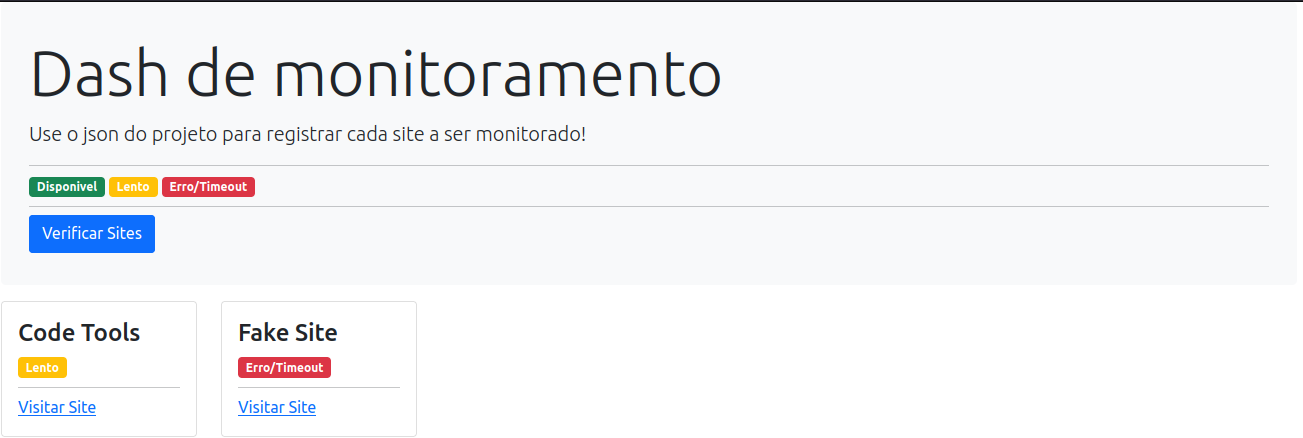 Dash de monitoramento
Use o json do projeto para registrar cada site a ser monitorado!
Disponivel Lento Erro/Timeout
Verificar Sites
Code Tools
Lento
Visitar Site
Fake Site
Erro/Timeout
Visitar Site